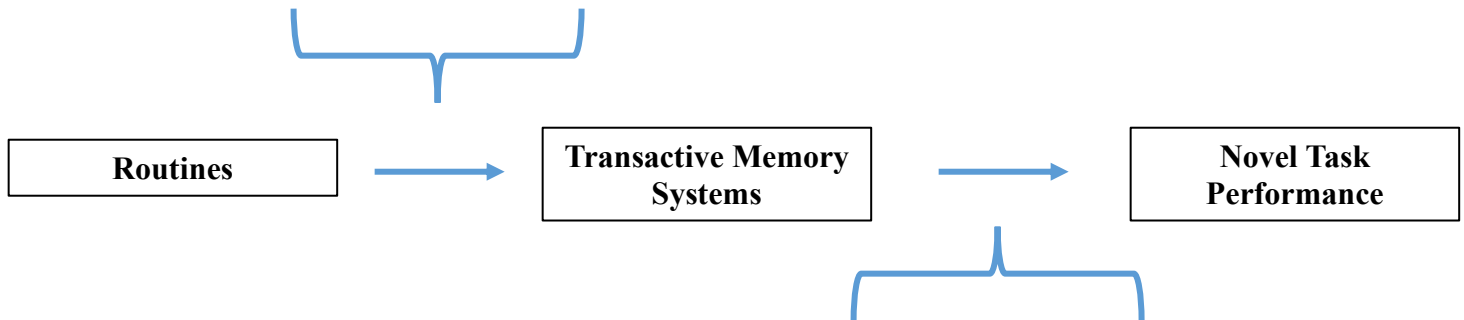 Routines
Transactive Memory
Systems
Novel Task
Performance